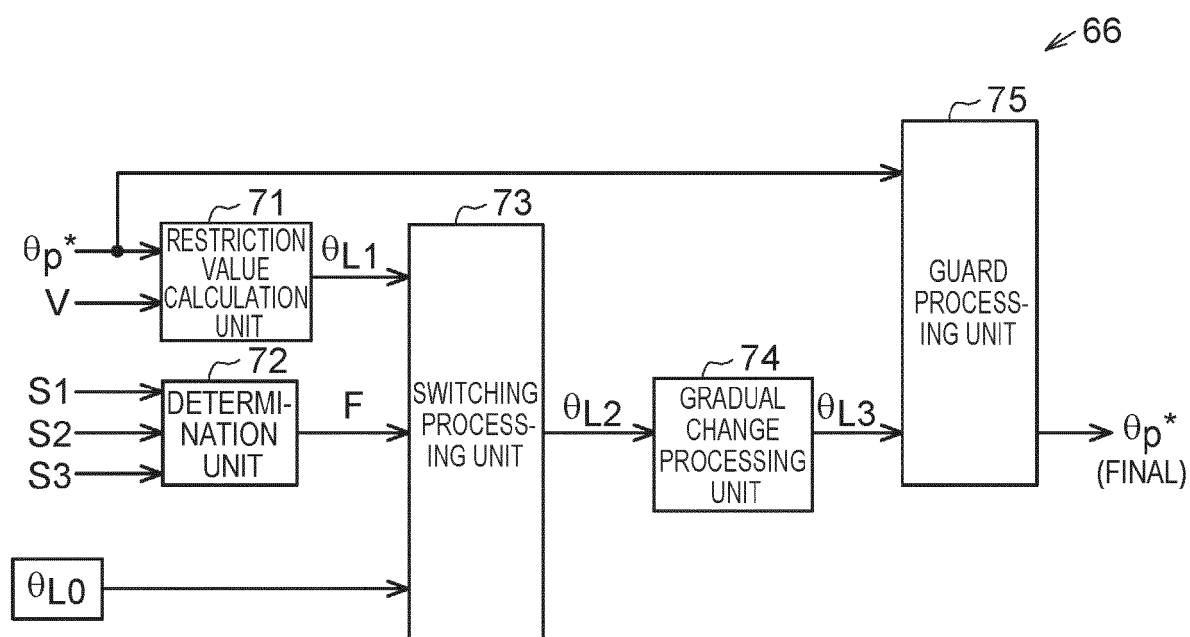 66
75
71
73
θp*
RESTRICTION
VALUE
CALCULATION
UNIT
θL1
V
GUARD
PROCESS-
ING UNIT
72
74
S1
S2
S3
DETERMI-
NATION
UNIT
F
SWITCHING
PROCESS-
ING UNIT
θL2
GRADUAL
CHANGE
PROCESSING
UNIT
θL3
θp*
(FINAL)
θL0